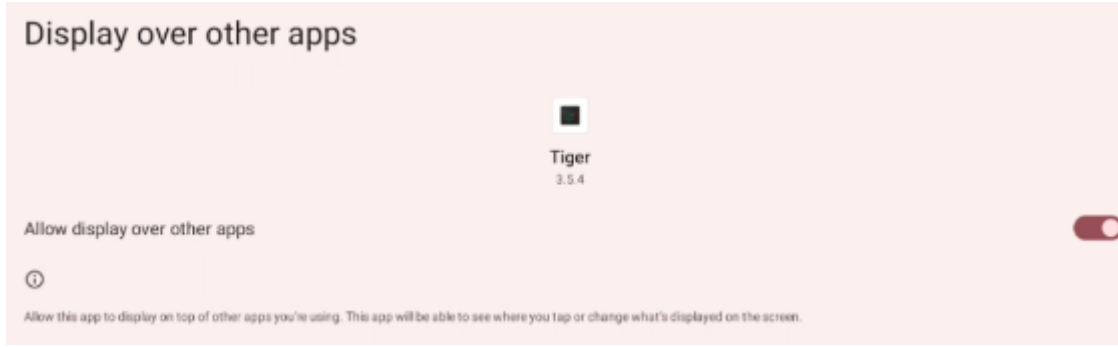 Display over other apps
Tiger
3.5.4
Allow display over other apps
Allow this app to display on top of other apps you're using. This app will be able to see where you tap or change what's displayed on the screen.